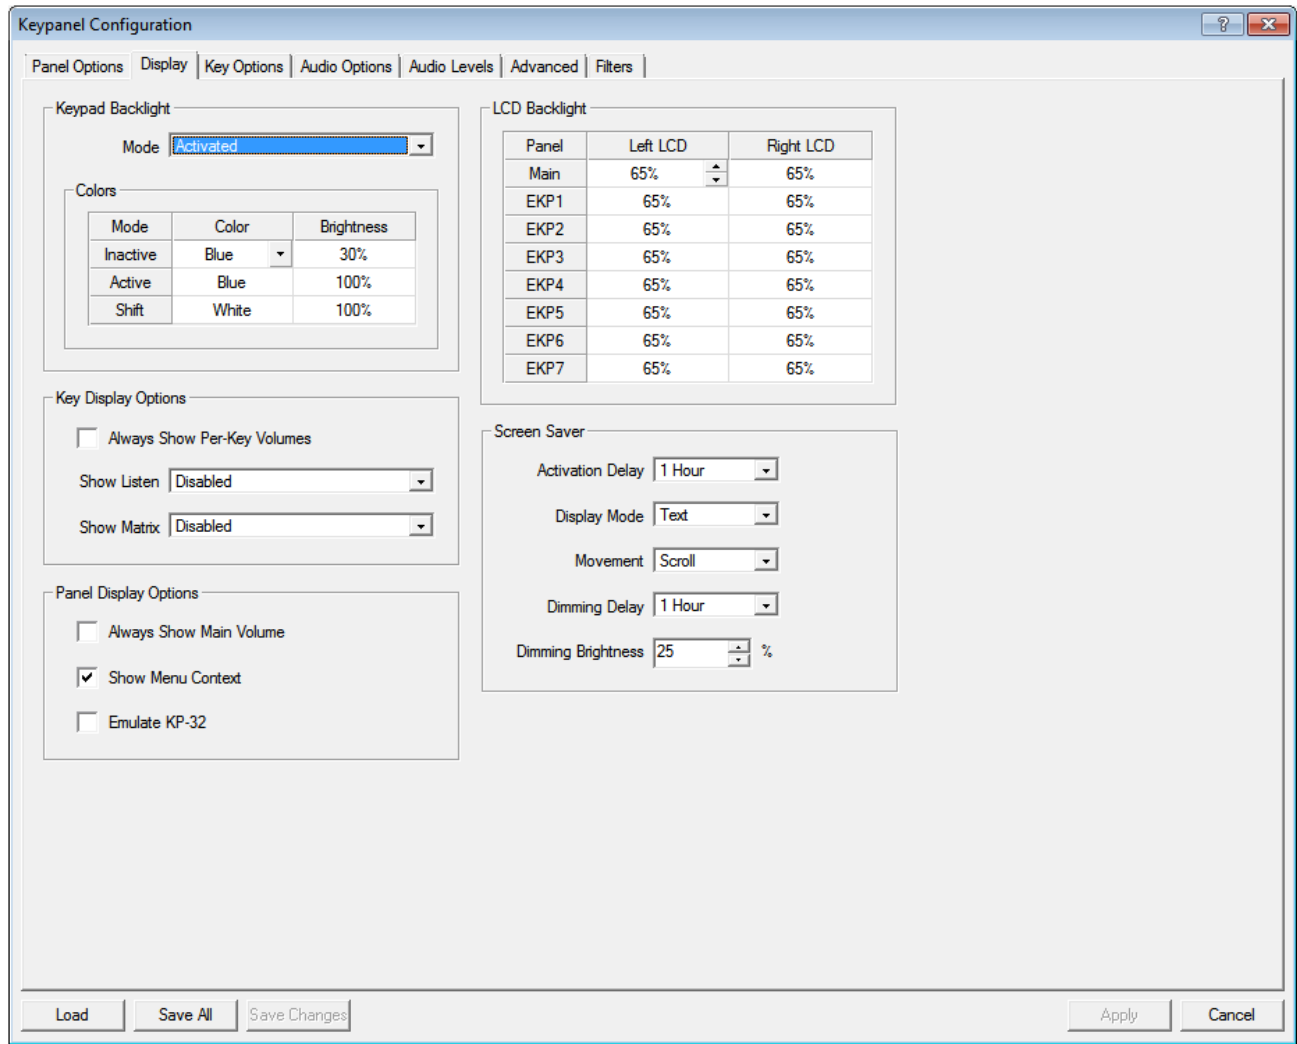 Keypanel Configuration
Panel Options Display Key Options Audio Options Audio Levels Advanced Filters
Keypad Backlight
Mode Activated
Colors
Mode Color Brightness
Inactive Blue 30%
Active Blue 100%
Shift White 100%
Key Display Options
Always Show Per-Key Volumes
Show Listen Disabled
Show Matrix Disabled
Panel Display Options
Always Show Main Volume
Show Menu Context
Emulate KP-32
LCD Backlight
Panel Left LCD Right LCD
Main 65% 65%
EKP1 65% 65%
EKP2 65% 65%
EKP3 65% 65%
EKP4 65% 65%
EKP5 65% 65%
EKP6 65% 65%
EKP7 65% 65%
Screen Saver
Activation Delay 1 Hour
Display Mode Text
Movement Scroll
Dimming Delay 1 Hour
Dimming Brightness 25 %
Load Save All Save Changes Apply Cancel